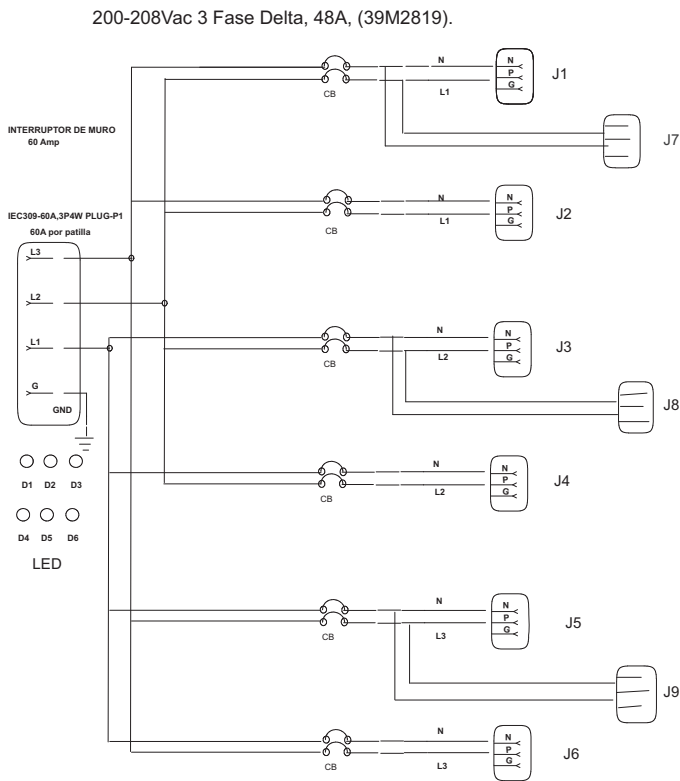 200-208Vac 3 Fase Delta, 48A, (39M2819).
N
N
P
G
J1
CB
L1
INTERRUPTOR DE MURO
60 Amp
J7
N
N
P
G
J2
L1
CB
IEC309-60A,3P4W PLUG-P1
60A por patilla
L3
L2
L1
G
GND
N
N
P
G
J3
L2
CB
J8
D1 D2 D3
D4 D5 D6
LED
N
N
P
G
J4
L2
CB
N
N
P
G
J5
L3
CB
J9
N
N
P
G
J6
L3
CB